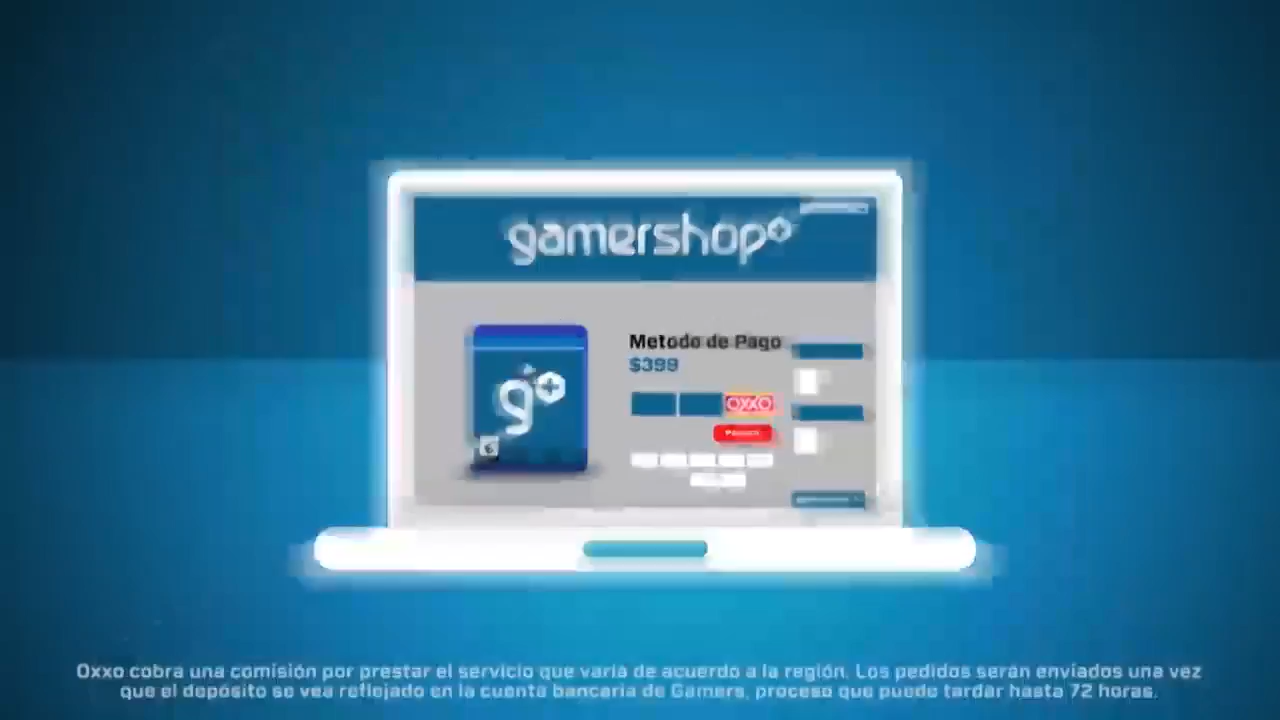 gamershop+
Metodo de Pago
$399
OXXO
g+
Oxxo cobra una comisión por prestar el servicio que varía de acuerdo a la región. Los pedidos serán enviados una vez
que el depósito se vea reflejado en la cuenta bancaria de Gamers, proceso que puede tardar hasta 72 horas.